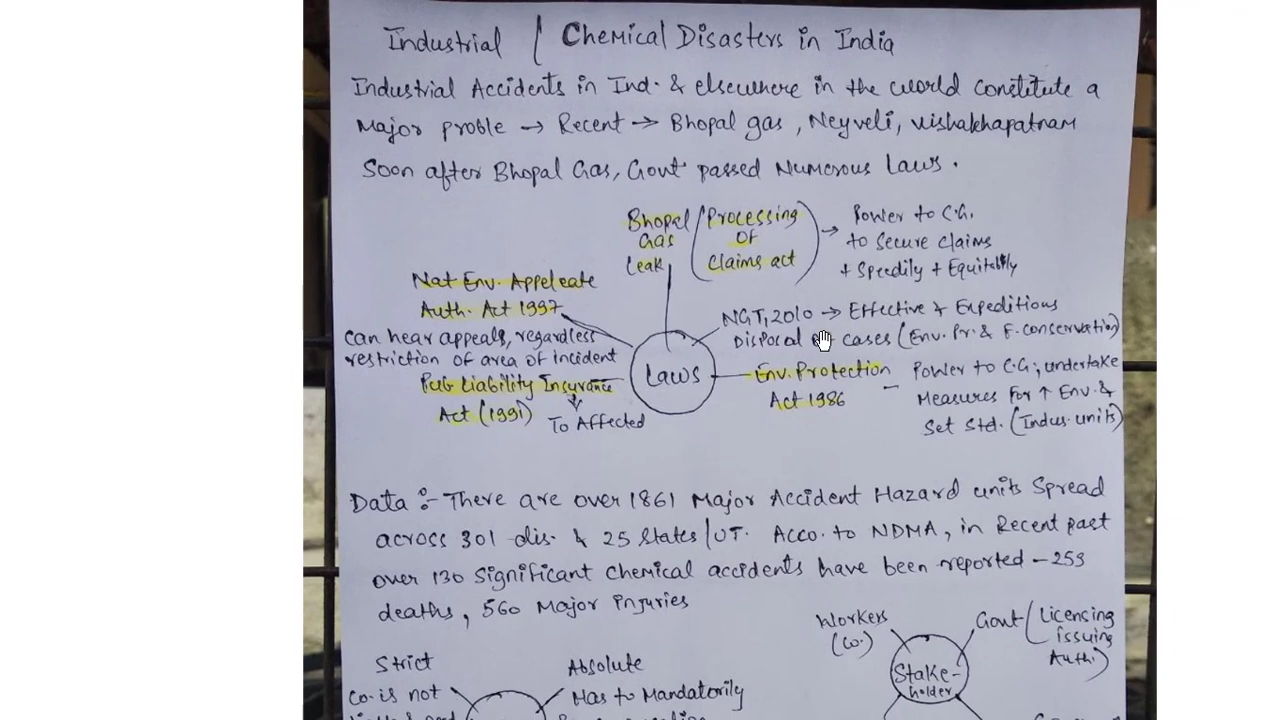 Industrial / Chemical Disasters in India
Industrial Accidents in Ind. & elsewhere in the world constitute a
Major proble → Recent → Bhopal gas, Neyveli, vishakhapatnam
Soon after Bhopal Gas, Govt passed Numerous Laws.
Bhopal Gas Leak (Processing of Claims act) → Power to C.G.
to Secure claims
+ Speedily + Equitably
Nat Env. Appeleate
Auth. Act 1997
can hear appeals, regardless
restriction of area of incident
NGT, 2010 → Effective & Expeditious
Disposal of cases (Env. Pr. & F. conservation)
Laws
Pub Liability Insurance
Act (1991)
To Affected
Env. Protection
Act 1986
– Power to C.G; undertake
Measures For ↑ Env. &
Set Std. (Indus. units)
Data :- There are over 1861 Major Accident Hazard units Spread
across 301 dis. & 25 States/UT. Acco. to NDMA, in Recent past
over 130 Significant chemical accidents have been reported – 259
deaths, 560 Major injuries
Strict
Co. is not
Absolute
Has to Mandatorily
Workers
(Co.)
Stake-
holder
Govt (Licensing
issuing
Auth.)